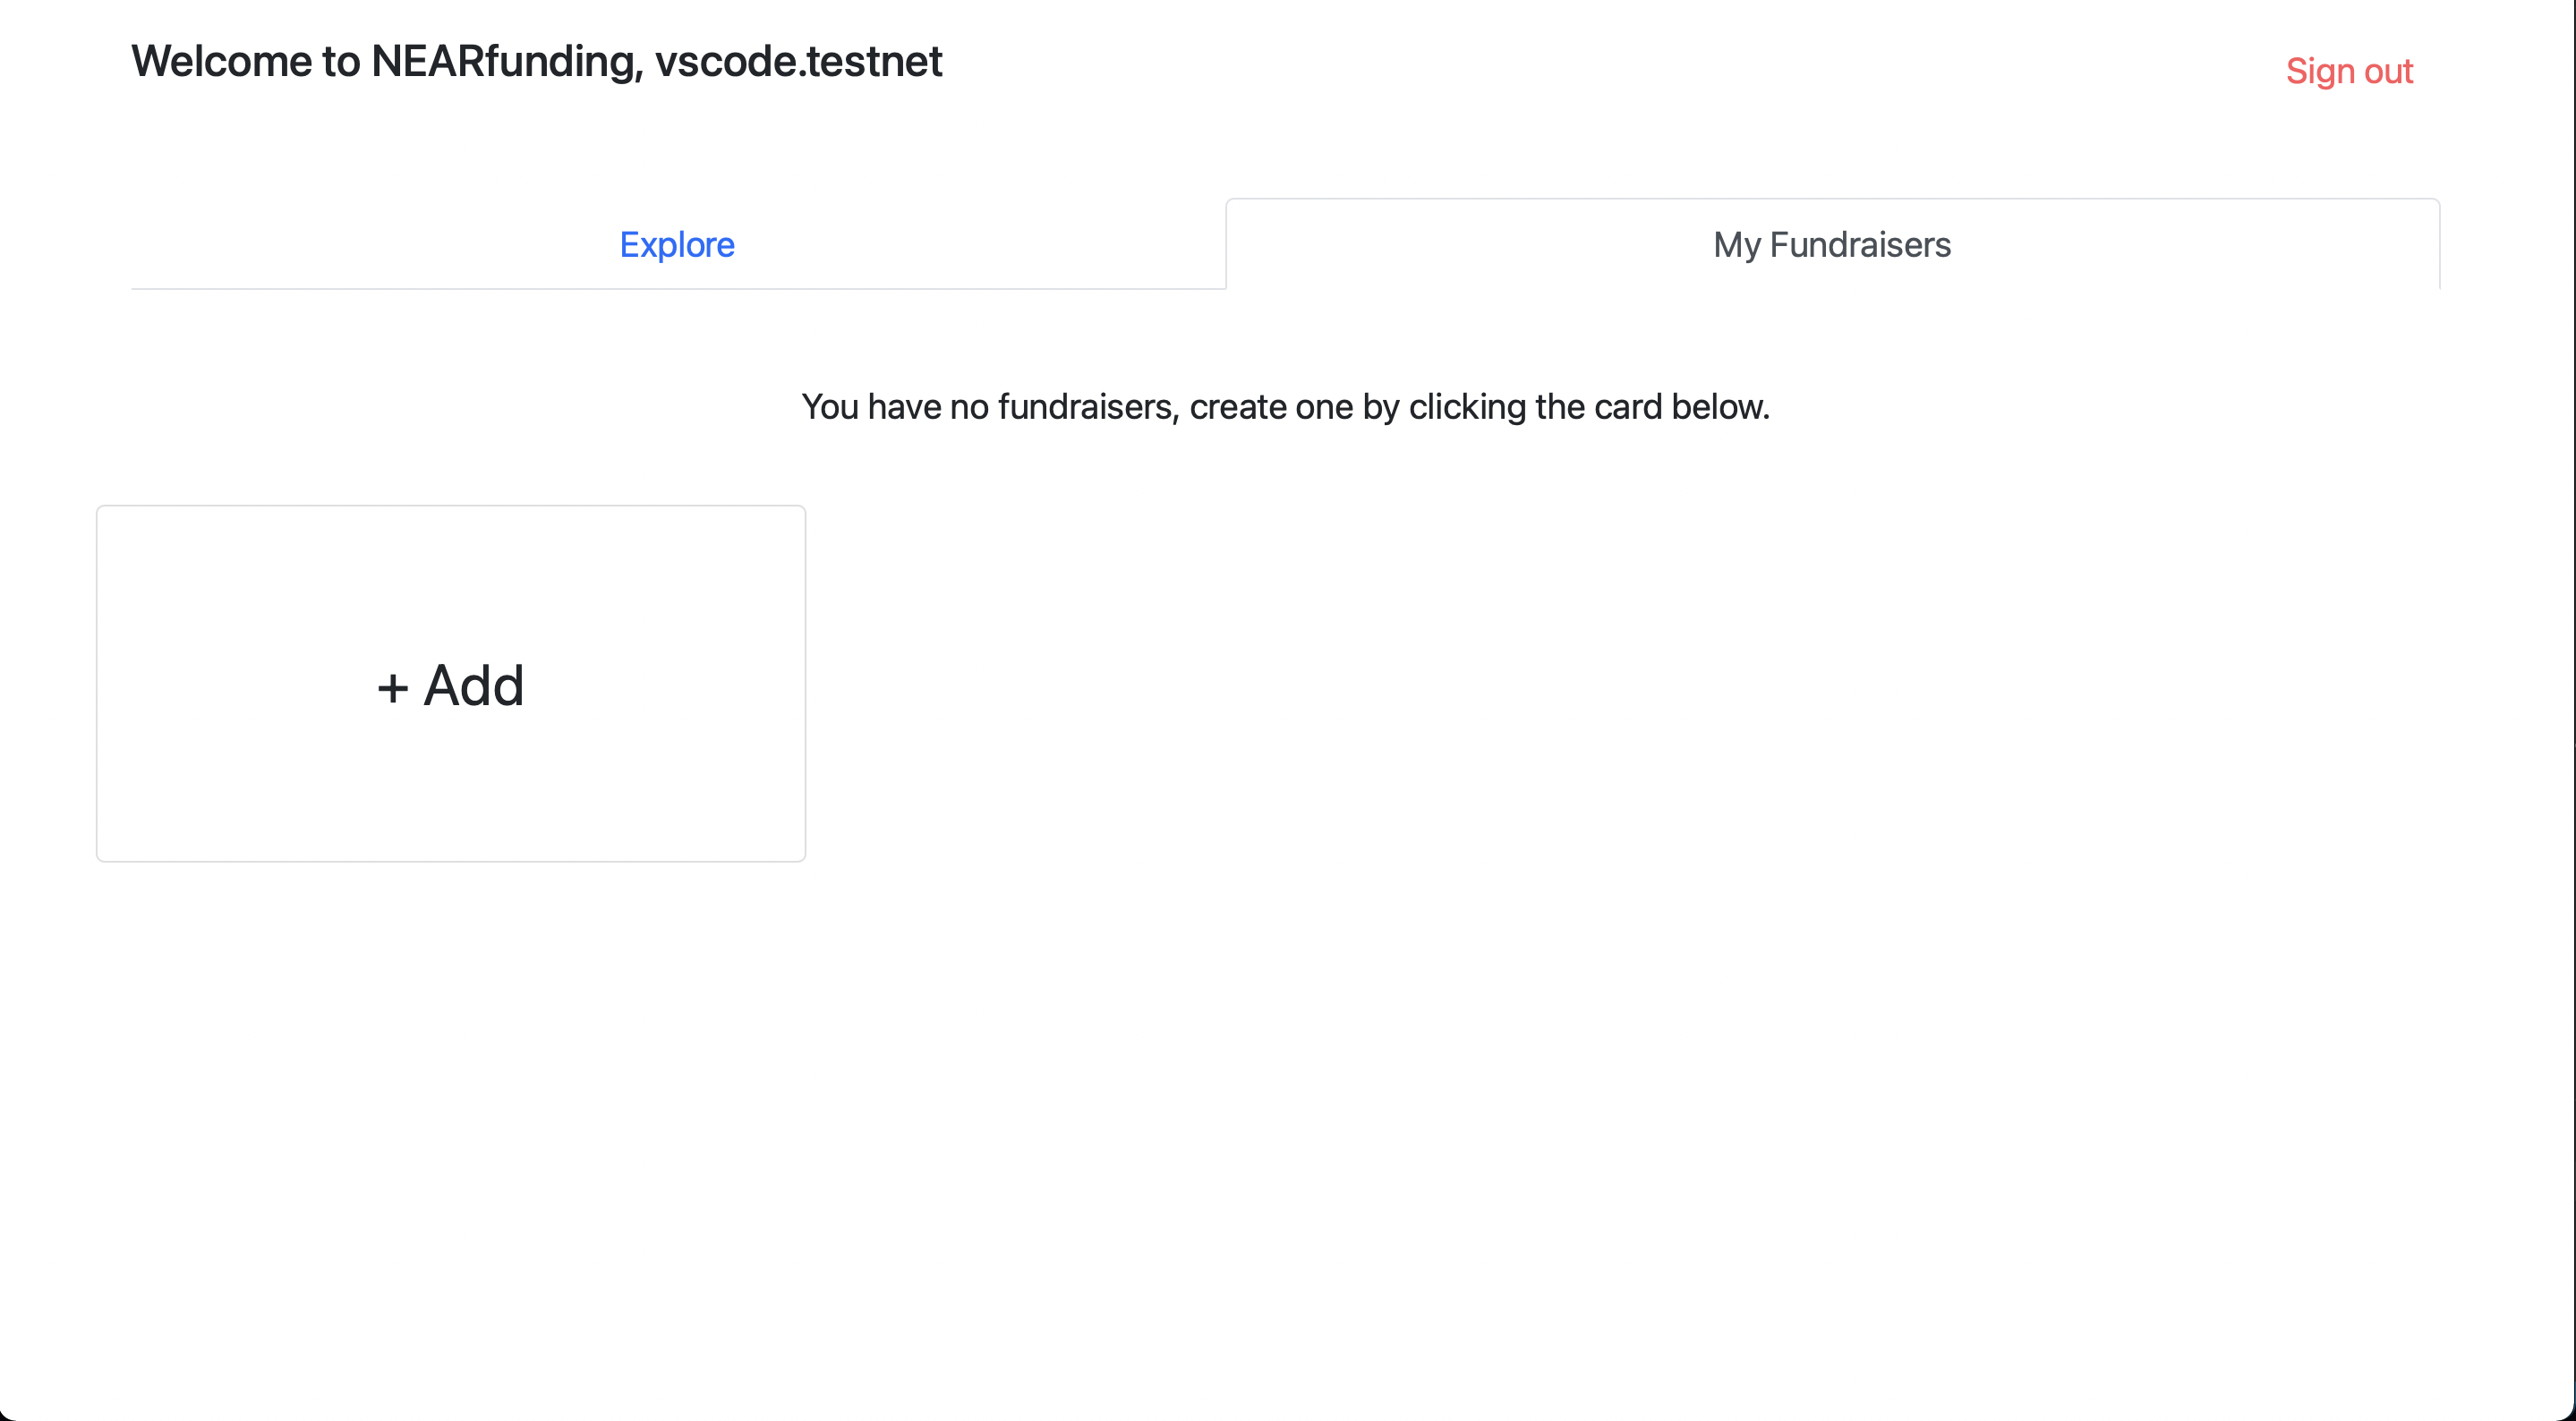 Welcome to NEARfunding, vscode.testnet
Sign out
Explore
My Fundraisers
You have no fundraisers, create one by clicking the card below.
+ Add